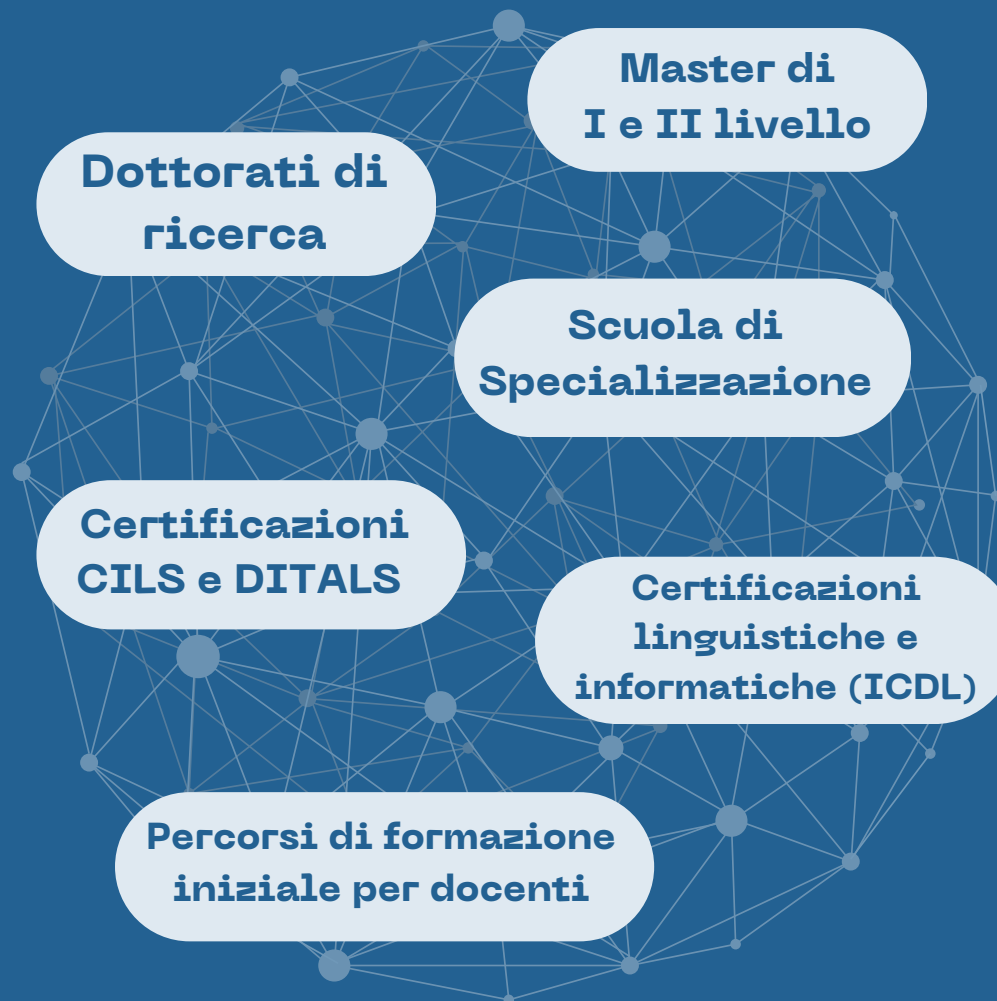 Master di
I e II livello
Dottorati di
ricerca
Scuola di
Specializzazione
Certificazioni
CILS e DITALS
Certificazioni
linguistiche e
informatiche (ICDL)
Percorsi di formazione
iniziale per docenti